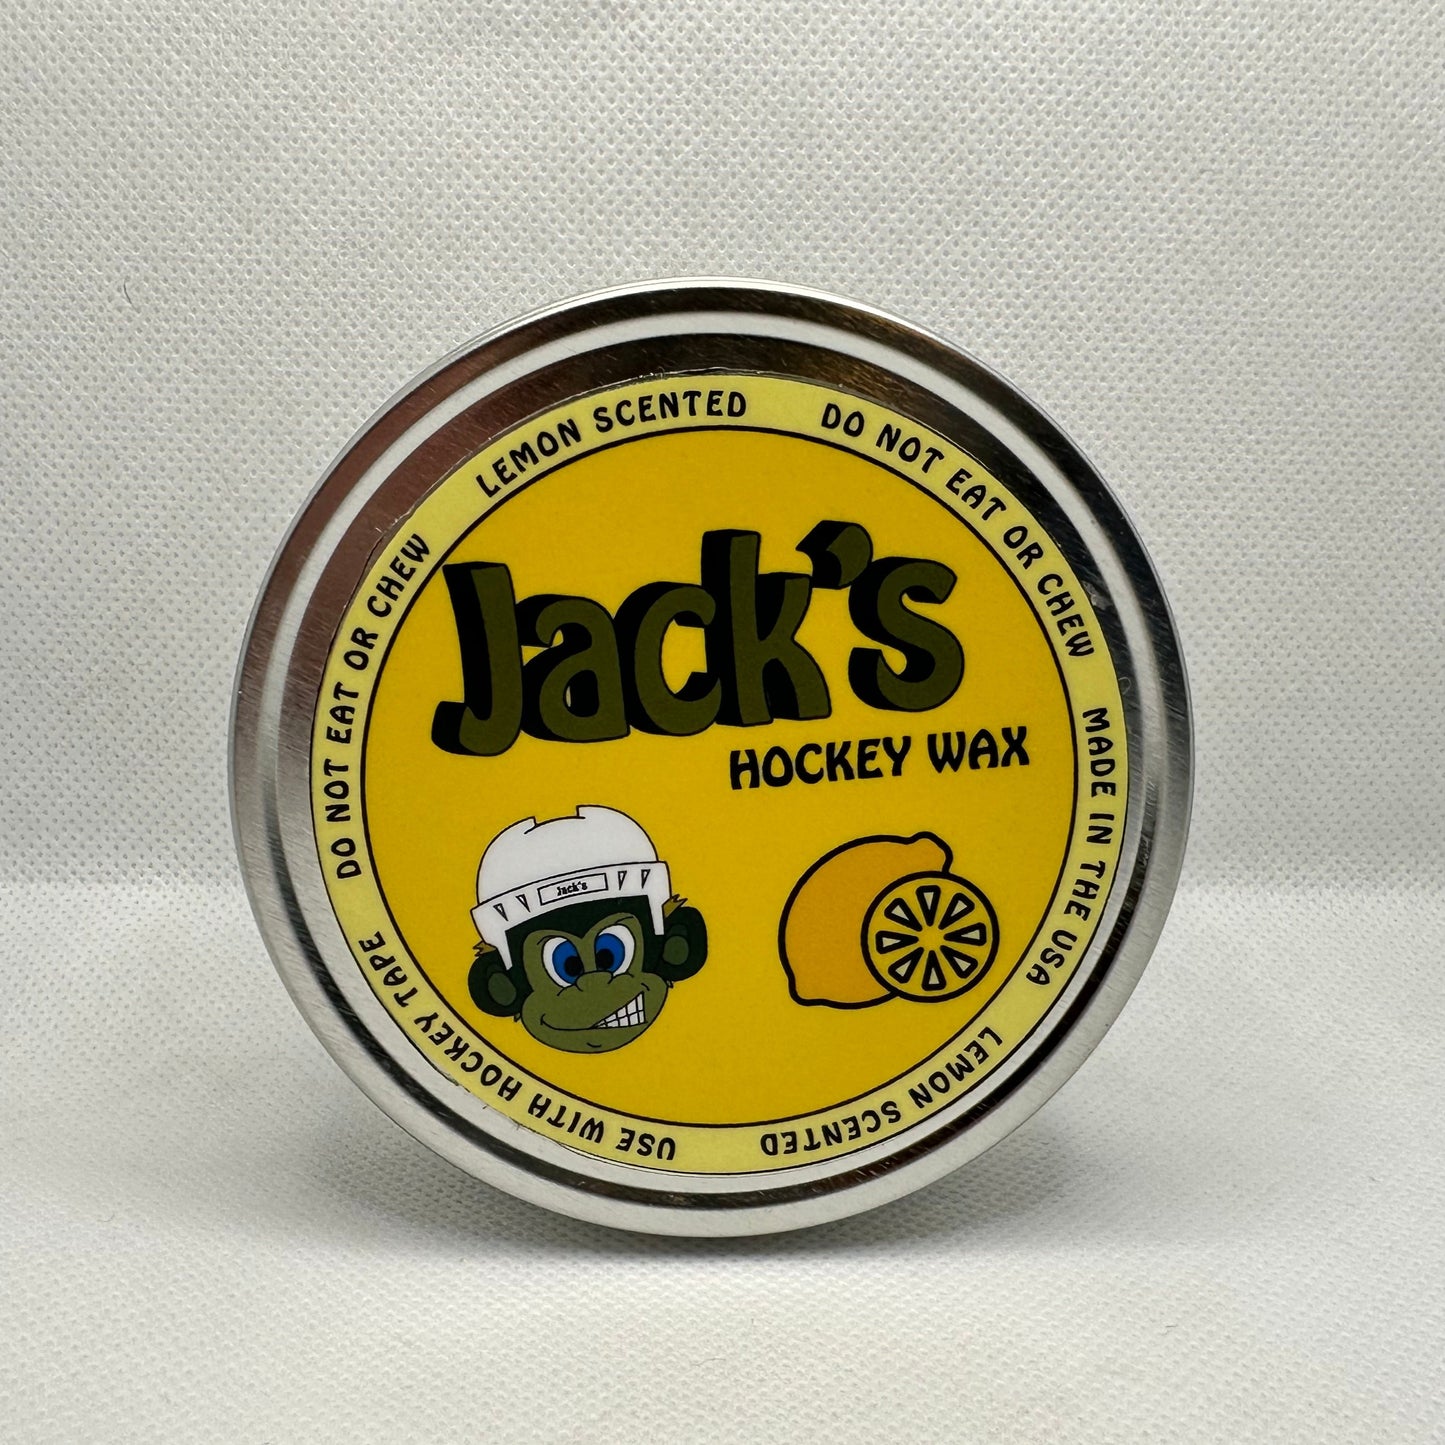 Jack's
HOCKEY WAX
Jack's
LEMON SCENTED
DO NOT EAT OR CHEW
MADE IN THE USA
LEMON SCENTED
USE WITH HOCKEY TAPE
DO NOT EAT OR CHEW